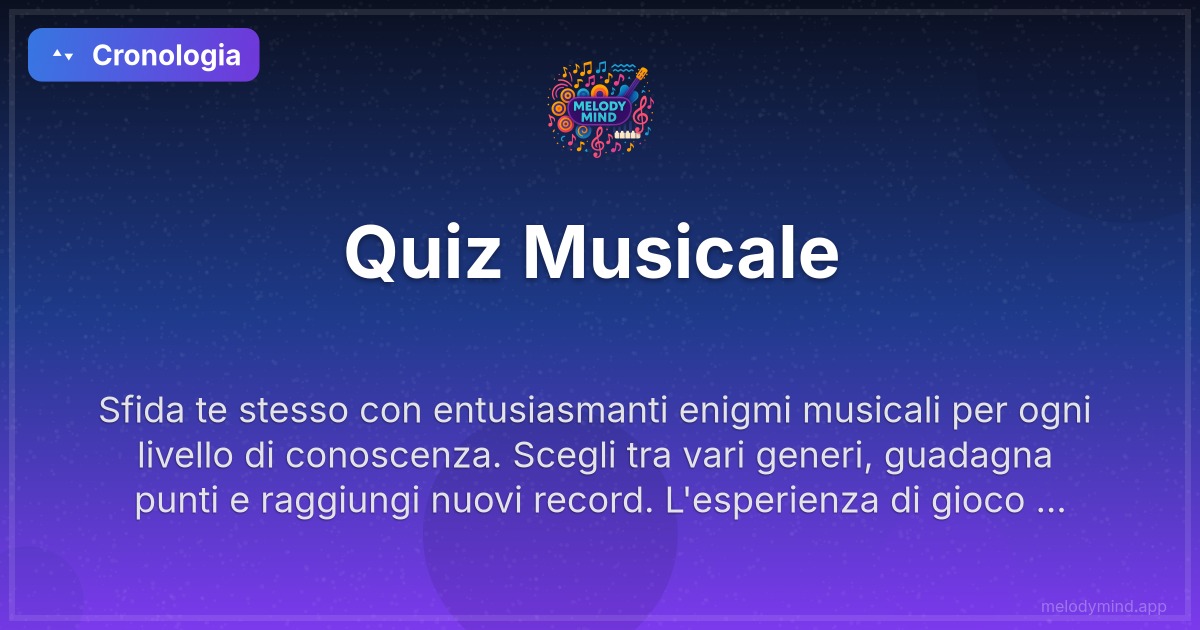 Cronologia
MELODY
MIND
Quiz Musicale
Sfida te stesso con entusiasmanti enigmi musicali per ogni
livello di conoscenza. Scegli tra vari generi, guadagna
punti e raggiungi nuovi record. L'esperienza di gioco ...
melodymind.app